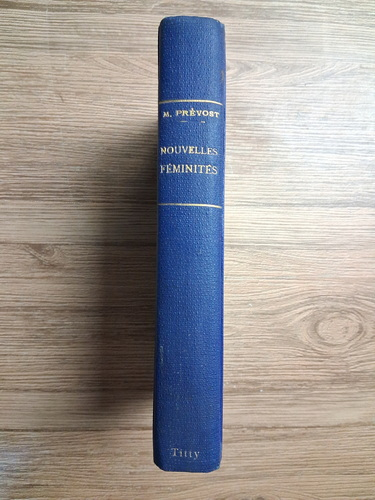 M. PRÉVOST
NOUVELLES
FÉMINITÉS
Titty